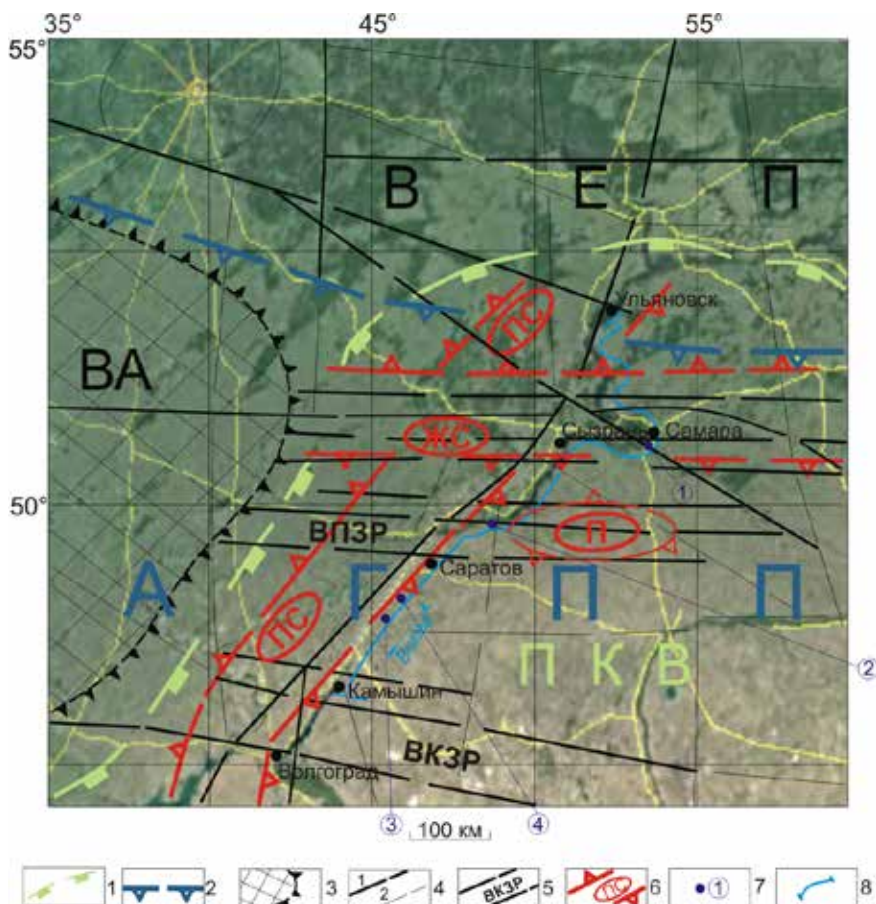 35° 45° 55°
55°
В Е П
Ульяновск
ПС
ВА
Сызрань Самара
ЖС
①
50°
ВПЗР
П
Саратов
А Г П П
ПС
Волга
П К В
②
Камышин
ВКЗР
Волгоград
③ ④
100 км
1 2 3 1 2 4 ВКЗР 5 ПС 6 ① 7 8